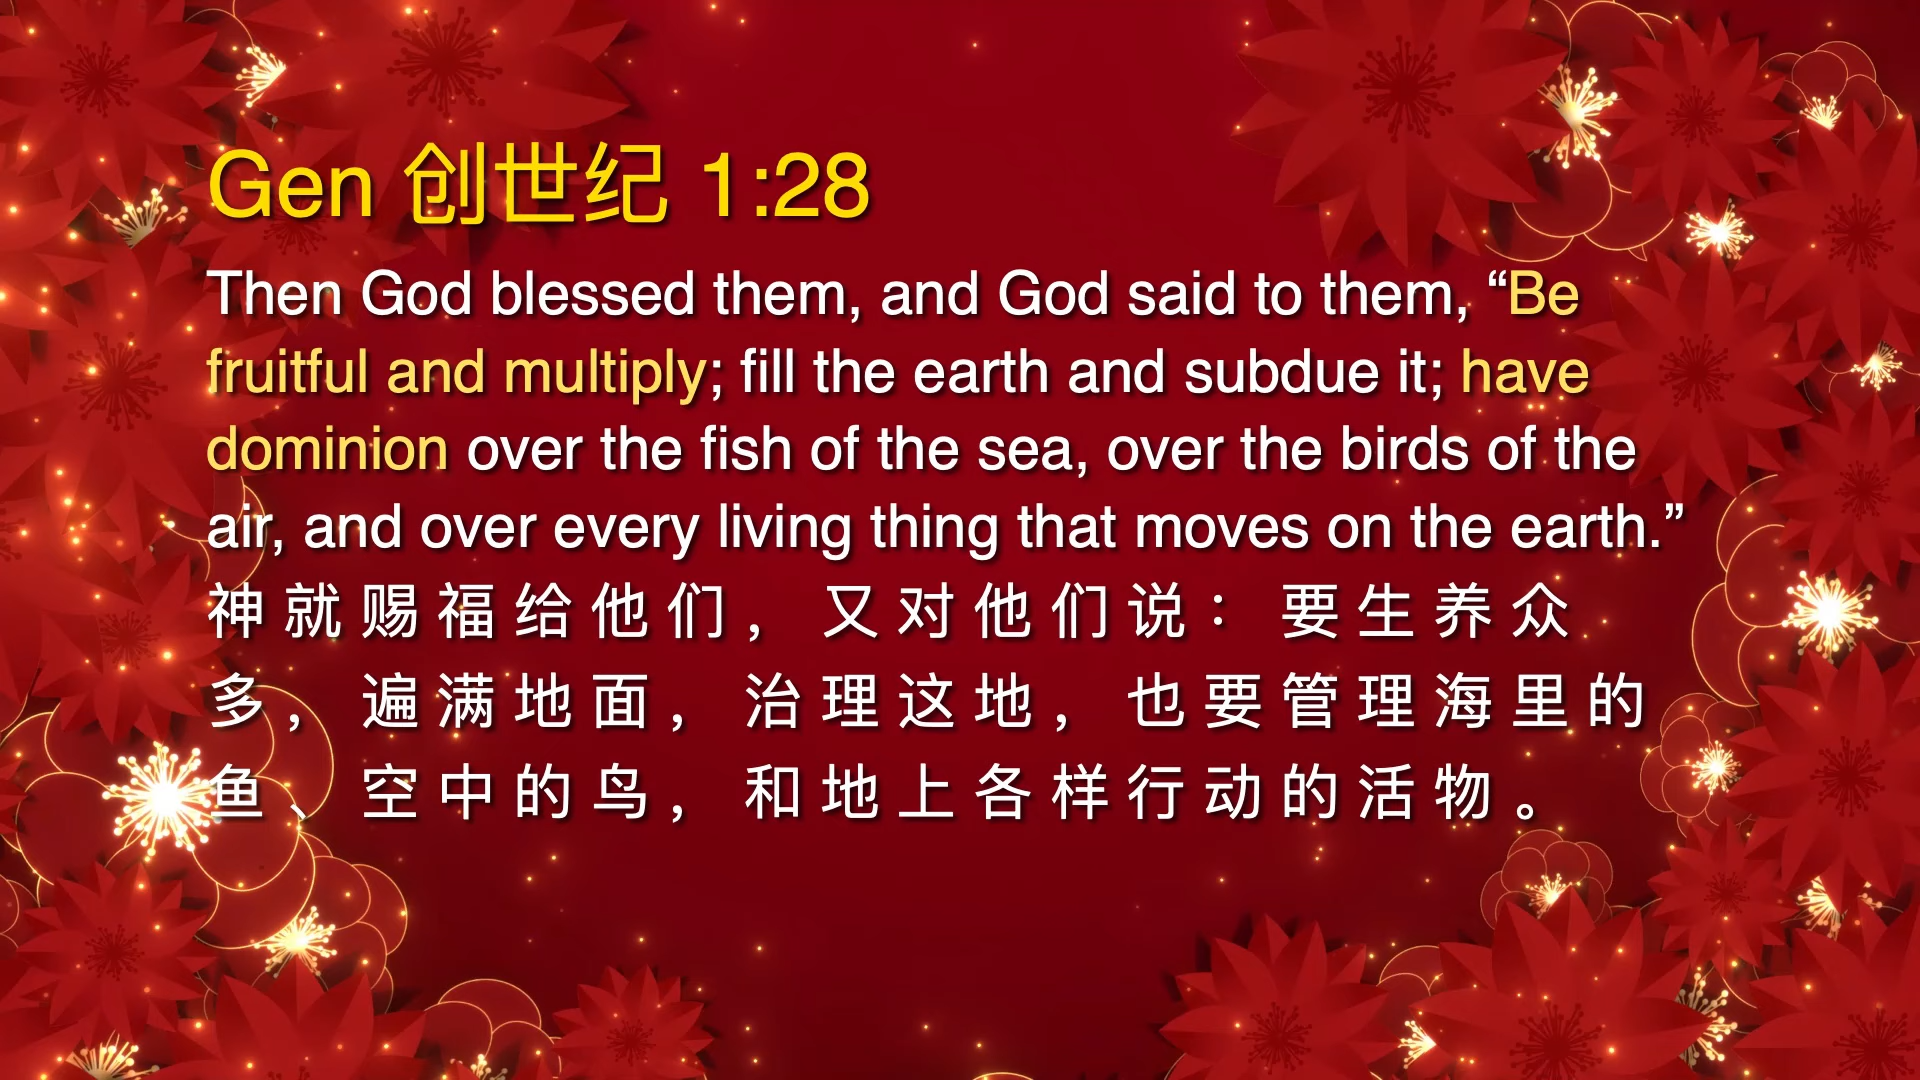 Gen 创世纪 1:28
Then God blessed them, and God said to them, “Be
fruitful and multiply; fill the earth and subdue it; have
dominion over the fish of the sea, over the birds of the
air, and over every living thing that moves on the earth.”
神就赐福给他们，又对他们说：要生养众
多，遍满地面，治理这地，也要管理海里的
鱼、空中的鸟，和地上各样行动的活物。